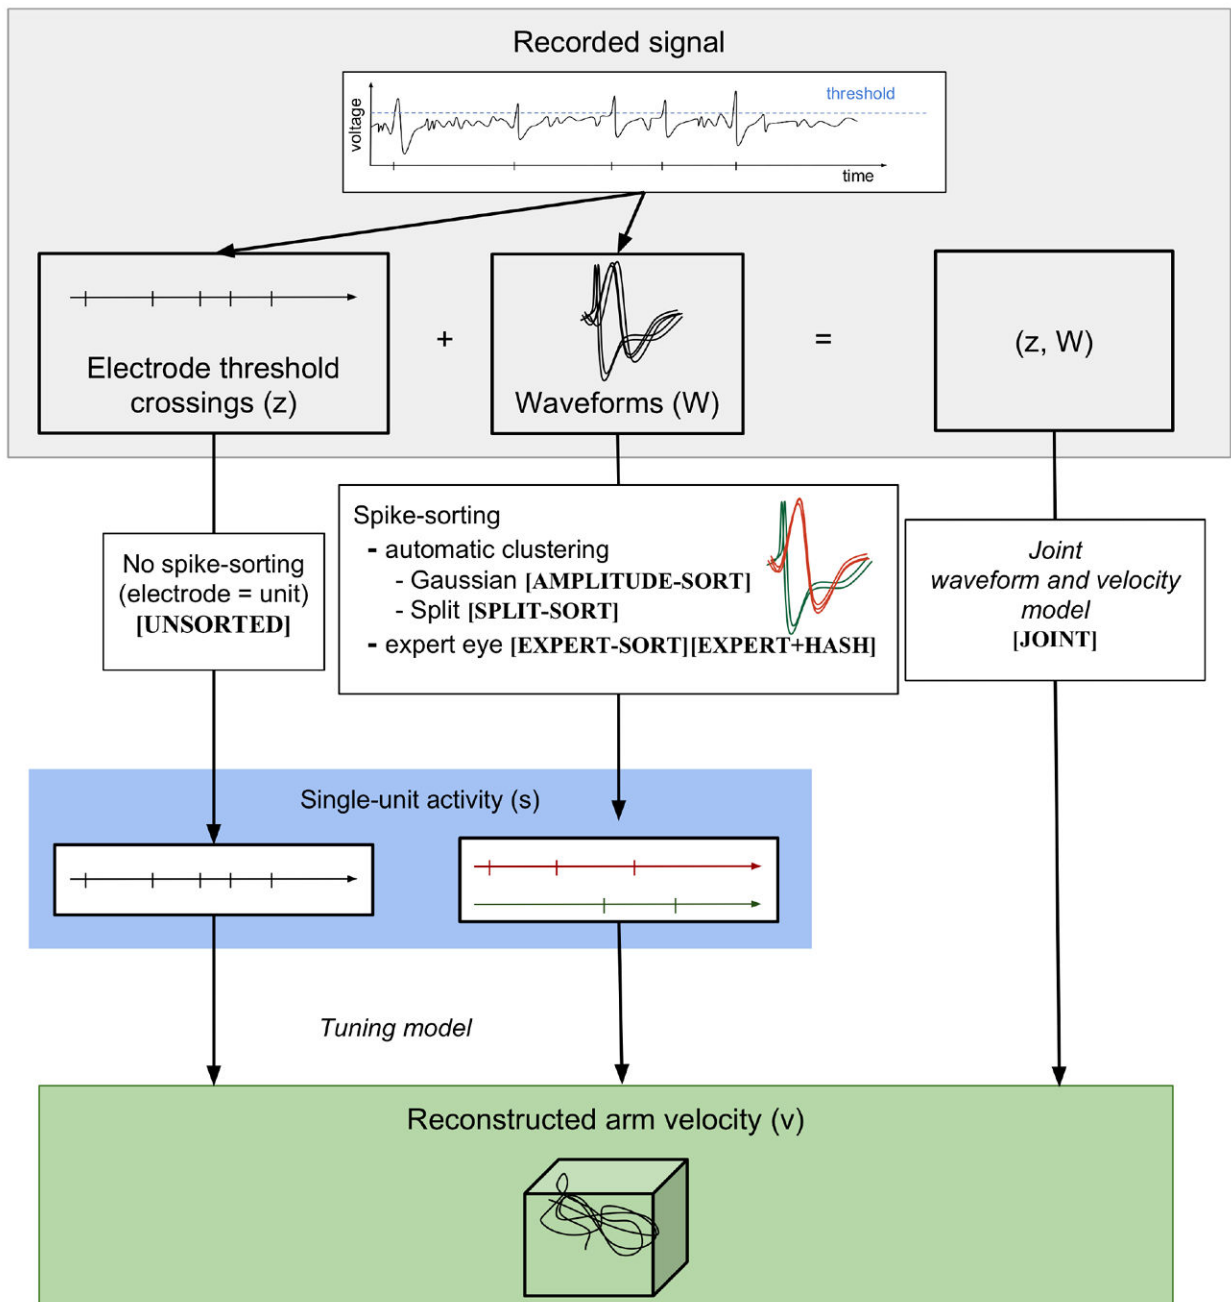 Recorded signal
threshold
voltage
time
Electrode threshold
crossings (z)
+
Waveforms (W)
=
(z, W)
No spike-sorting
(electrode = unit)
[UNSORTED]
Spike-sorting
- automatic clustering
- Gaussian [AMPLITUDE-SORT]
- Split [SPLIT-SORT]
- expert eye [EXPERT-SORT][EXPERT+HASH]
Joint
waveform and velocity
model
[JOINT]
Single-unit activity (s)
Tuning model
Reconstructed arm velocity (v)